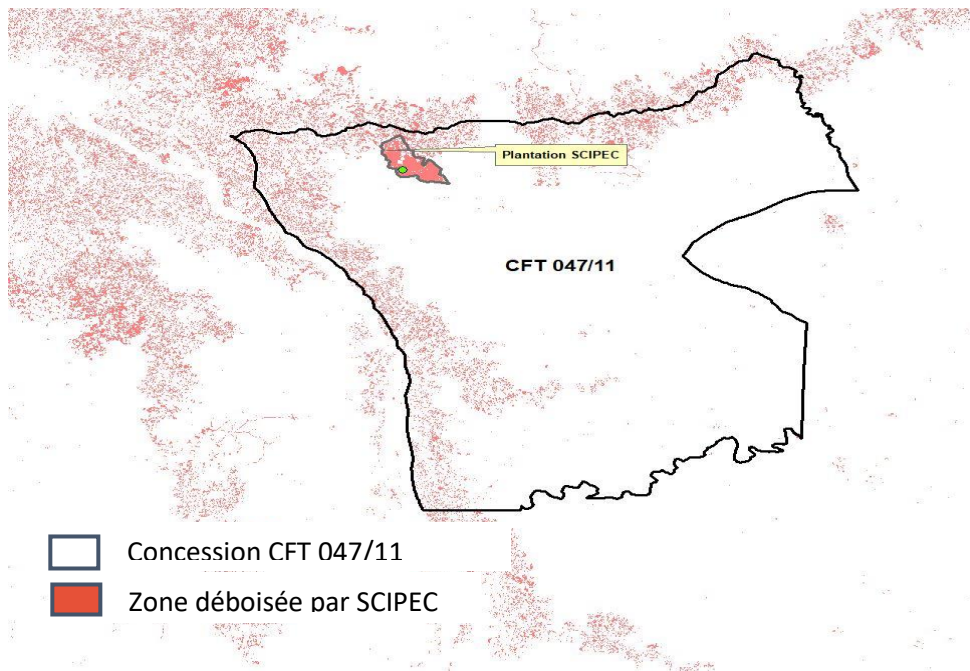 Plantation SCIPEC
CFT 047/11
Concession CFT 047/11
Zone déboisée par SCIPEC